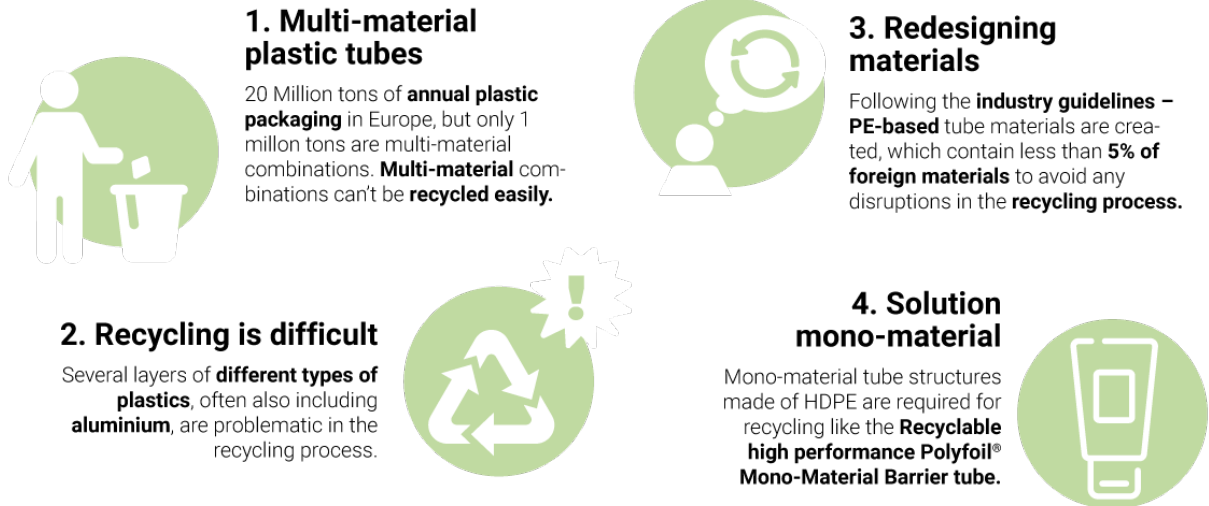 1. Multi-material
plastic tubes
20 Million tons of annual plastic
packaging in Europe, but only 1
millon tons are multi-material
combinations. Multi-material com-
binations can't be recycled easily.
2. Recycling is difficult
Several layers of different types of
plastics, often also including
aluminium, are problematic in the
recycling process.
3. Redesigning
materials
Following the industry guidelines –
PE-based tube materials are crea-
ted, which contain less than 5% of
foreign materials to avoid any
disruptions in the recycling process.
4. Solution
mono-material
Mono-material tube structures
made of HDPE are required for
recycling like the Recyclable
high performance Polyfoil®
Mono-Material Barrier tube.